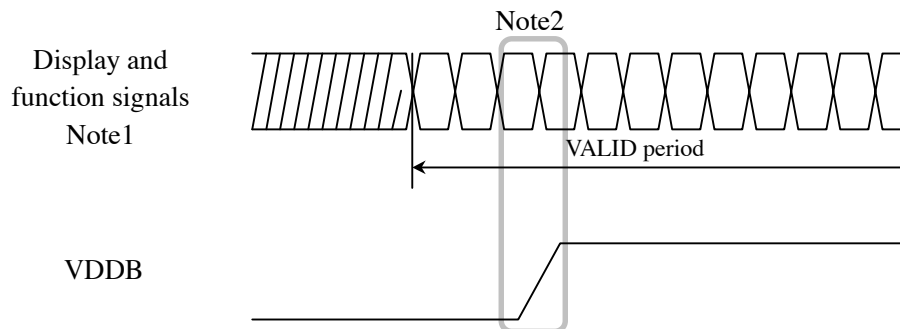 Note2
Display and
function signals
Note1
VALID period
VDDB